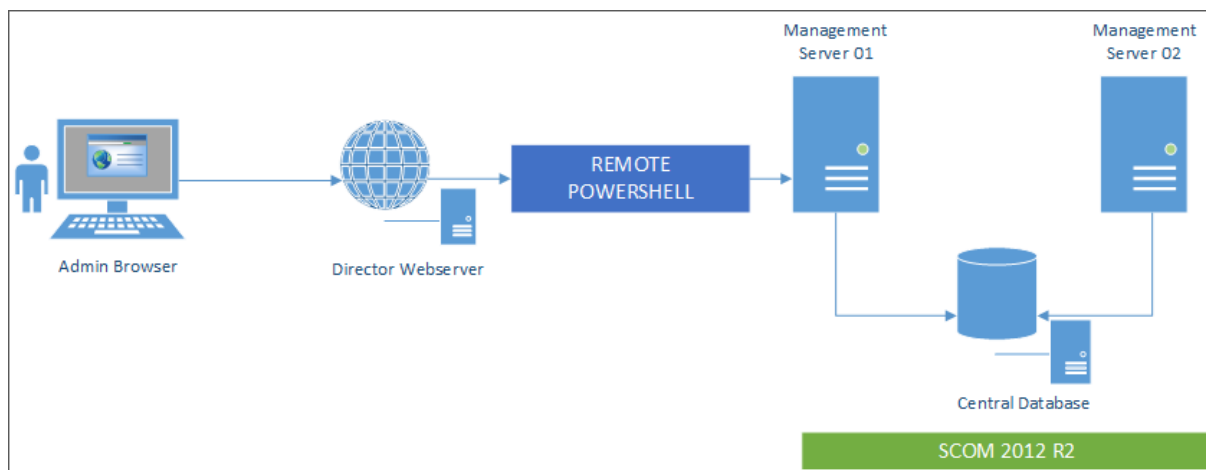 Management
Server 01
Management
Server 02
REMOTE
POWERSHELL
Admin Browser
Director Webserver
Central Database
SCOM 2012 R2